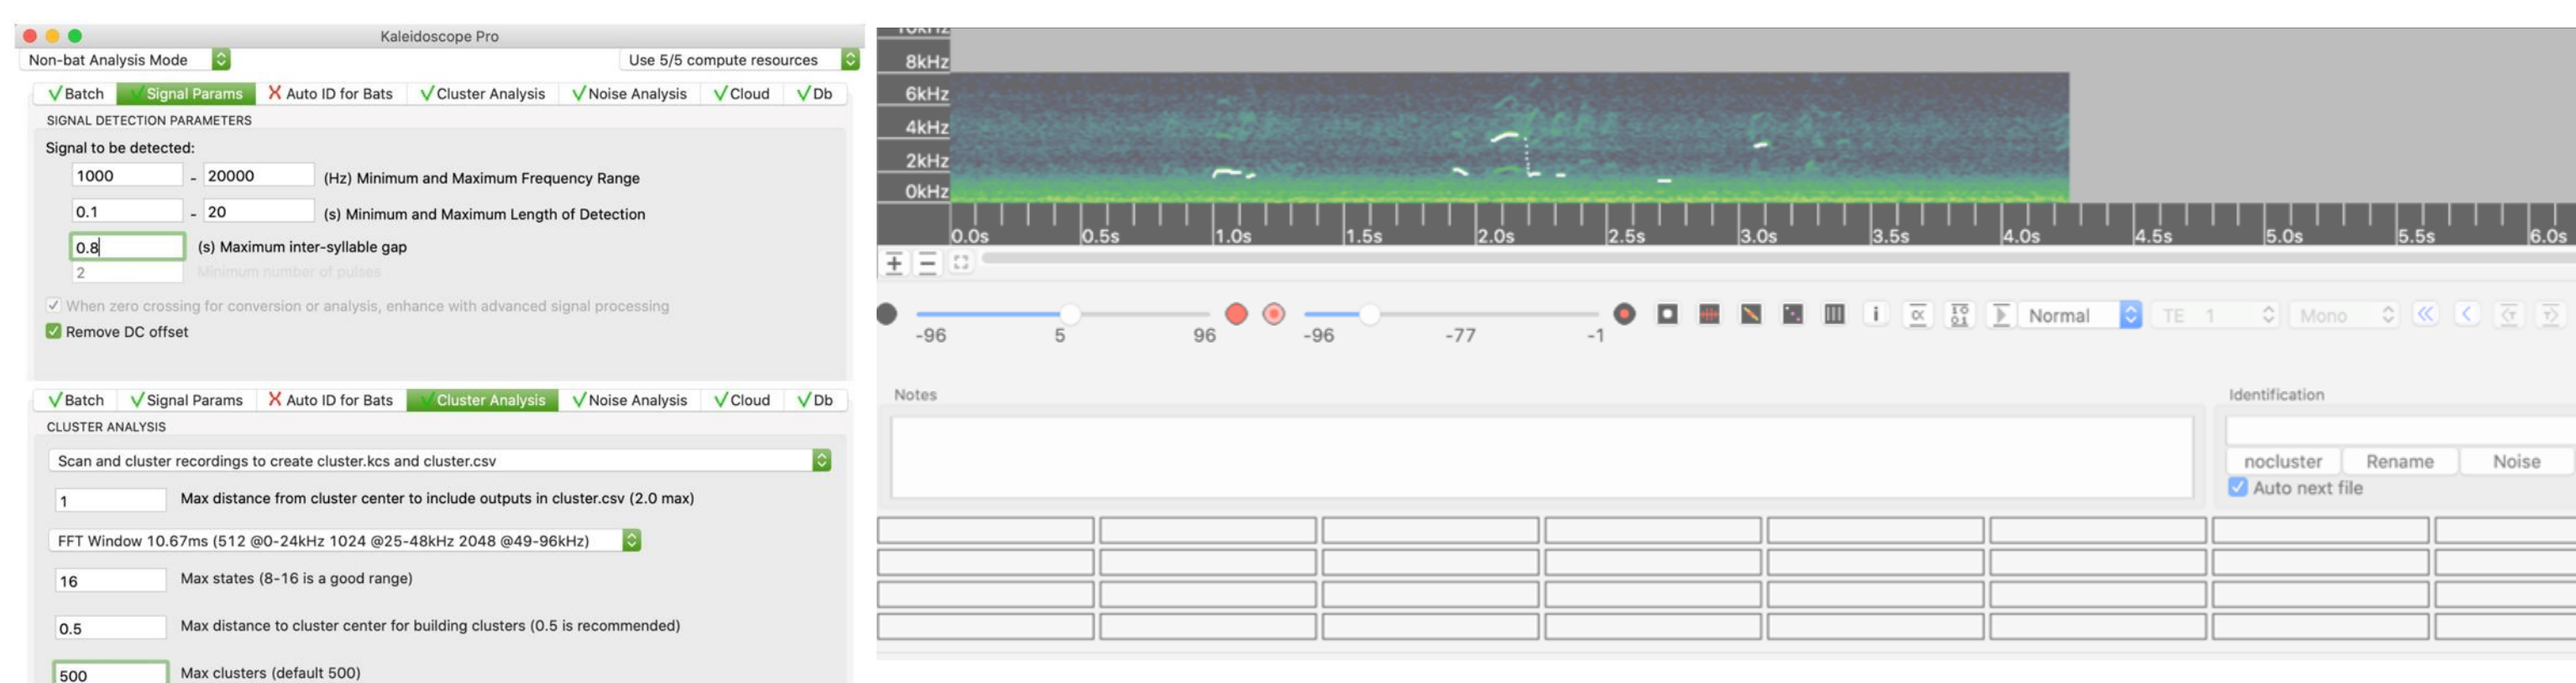 Kaleidoscope Pro
Non-bat Analysis Mode
Use 5/5 compute resources
Batch
Signal Params
Auto ID for Bats
Cluster Analysis
Noise Analysis
Cloud
Db
SIGNAL DETECTION PARAMETERS
Signal to be detected:
1000 - 20000 (Hz) Minimum and Maximum Frequency Range
0.1 - 20 (s) Minimum and Maximum Length of Detection
0.8 (s) Maximum inter-syllable gap
2 Minimum number of pulses
When zero crossing for conversion or analysis, enhance with advanced signal processing
Remove DC offset
Batch
Signal Params
Auto ID for Bats
Cluster Analysis
Noise Analysis
Cloud
Db
CLUSTER ANALYSIS
Scan and cluster recordings to create cluster.kcs and cluster.csv
1 Max distance from cluster center to include outputs in cluster.csv (2.0 max)
FFT Window 10.67ms (512 @0-24kHz 1024 @25-48kHz 2048 @49-96kHz)
16 Max states (8-16 is a good range)
0.5 Max distance to cluster center for building clusters (0.5 is recommended)
500 Max clusters (default 500)
10kHz
8kHz
6kHz
4kHz
2kHz
0kHz
0.0s 0.5s 1.0s 1.5s 2.0s 2.5s 3.0s 3.5s 4.0s 4.5s 5.0s 5.5s 6.0s
Normal
TE 1
Mono
-96 5 96 -96 -77 -1
Notes
Identification
nocluster
Rename
Noise
Auto next file